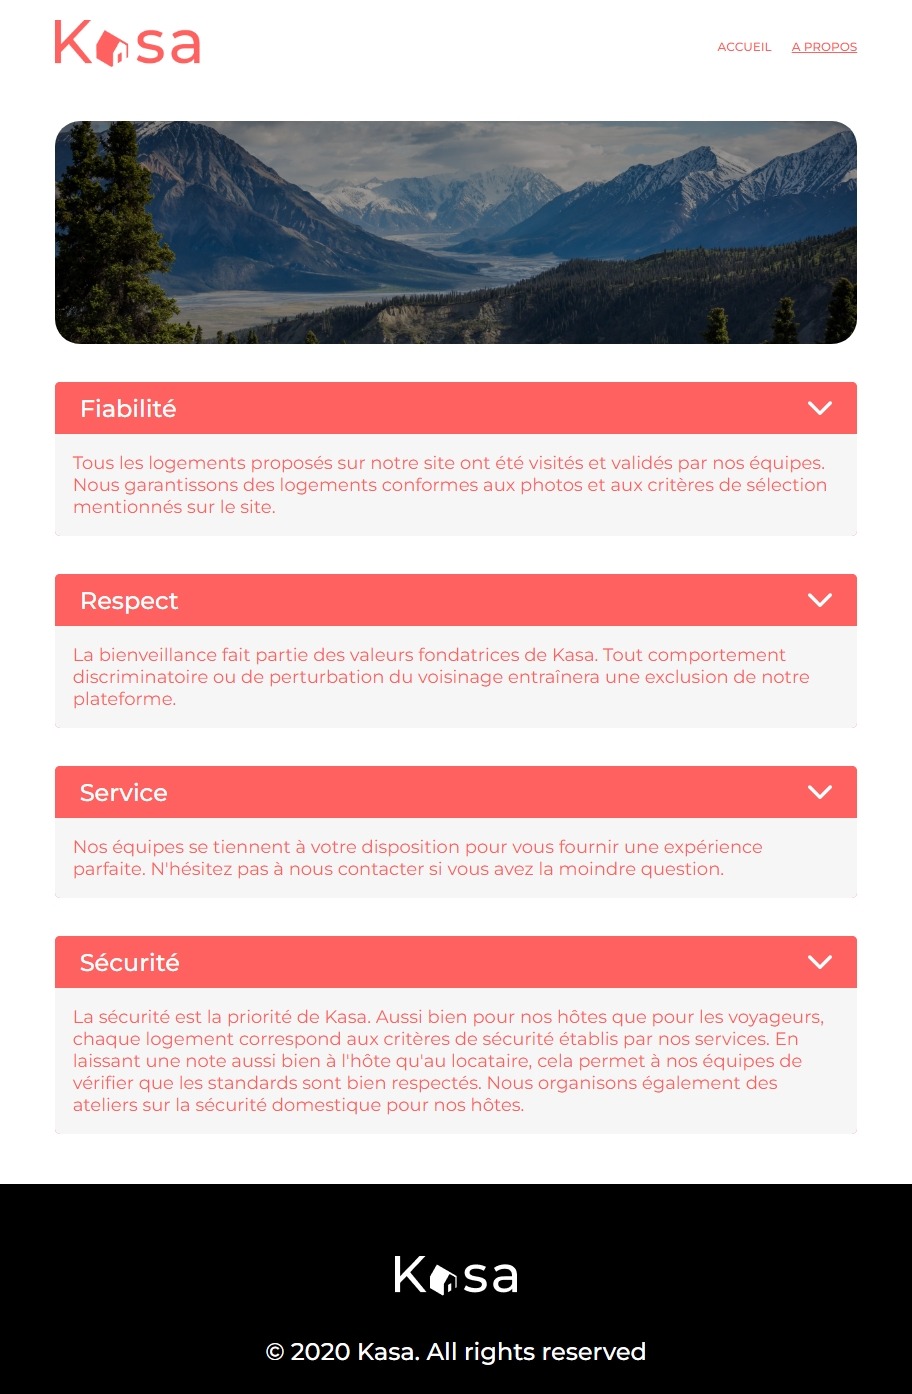 Kasa
ACCUEIL A PROPOS
Fiabilité
Tous les logements proposés sur notre site ont été visités et validés par nos équipes.
Nous garantissons des logements conformes aux photos et aux critères de sélection
mentionnés sur le site.
Respect
La bienveillance fait partie des valeurs fondatrices de Kasa. Tout comportement
discriminatoire ou de perturbation du voisinage entraînera une exclusion de notre
plateforme.
Service
Nos équipes se tiennent à votre disposition pour vous fournir une expérience
parfaite. N'hésitez pas à nous contacter si vous avez la moindre question.
Sécurité
La sécurité est la priorité de Kasa. Aussi bien pour nos hôtes que pour les voyageurs,
chaque logement correspond aux critères de sécurité établis par nos services. En
laissant une note aussi bien à l'hôte qu'au locataire, cela permet à nos équipes de
vérifier que les standards sont bien respectés. Nous organisons également des
ateliers sur la sécurité domestique pour nos hôtes.
Kasa
© 2020 Kasa. All rights reserved